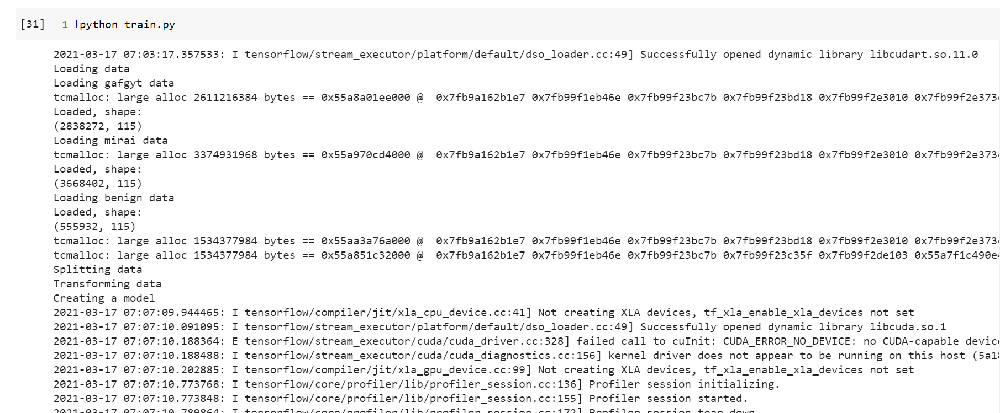 [31] 1 !python train.py
2021-03-17 07:03:17.357533: I tensorflow/stream_executor/platform/default/dso_loader.cc:49] Successfully opened dynamic library libcudart.so.11.0
Loading data
Loading gafgyt data
tcmalloc: large alloc 2611216384 bytes == 0x55a8a01ee000 @  0x7fb9a162b1e7 0x7fb99f1eb46e 0x7fb99f23bc7b 0x7fb99f23bd18 0x7fb99f2e3010 0x7fb99f2e373c
Loaded, shape:
(2838272, 115)
Loading mirai data
tcmalloc: large alloc 3374931968 bytes == 0x55a970cd4000 @  0x7fb9a162b1e7 0x7fb99f1eb46e 0x7fb99f23bc7b 0x7fb99f23bd18 0x7fb99f2e3010 0x7fb99f2e373c
Loaded, shape:
(3668402, 115)
Loading benign data
Loaded, shape:
(555932, 115)
tcmalloc: large alloc 1534377984 bytes == 0x55aa3a76a000 @  0x7fb9a162b1e7 0x7fb99f1eb46e 0x7fb99f23bc7b 0x7fb99f23bd18 0x7fb99f2e3010 0x7fb99f2e373c
tcmalloc: large alloc 1534377984 bytes == 0x55a851c32000 @  0x7fb9a162b1e7 0x7fb99f1eb46e 0x7fb99f23bc7b 0x7fb99f23c35f 0x7fb99f2de103 0x55a7f1c490e4
Splitting data
Transforming data
Creating a model
2021-03-17 07:07:09.944465: I tensorflow/compiler/jit/xla_cpu_device.cc:41] Not creating XLA devices, tf_xla_enable_xla_devices not set
2021-03-17 07:07:10.091095: I tensorflow/stream_executor/platform/default/dso_loader.cc:49] Successfully opened dynamic library libcuda.so.1
2021-03-17 07:07:10.188364: E tensorflow/stream_executor/cuda/cuda_driver.cc:328] failed call to cuInit: CUDA_ERROR_NO_DEVICE: no CUDA-capable device
2021-03-17 07:07:10.188488: I tensorflow/stream_executor/cuda/cuda_diagnostics.cc:156] kernel driver does not appear to be running on this host (5a18
2021-03-17 07:07:10.202885: I tensorflow/compiler/jit/xla_gpu_device.cc:99] Not creating XLA devices, tf_xla_enable_xla_devices not set
2021-03-17 07:07:10.773768: I tensorflow/core/profiler/lib/profiler_session.cc:136] Profiler session initializing.
2021-03-17 07:07:10.773848: I tensorflow/core/profiler/lib/profiler_session.cc:155] Profiler session started.
2021-03-17 07:07:10.789864: I tensorflow/core/profiler/lib/profiler_session.cc:172] Profiler session tear down.